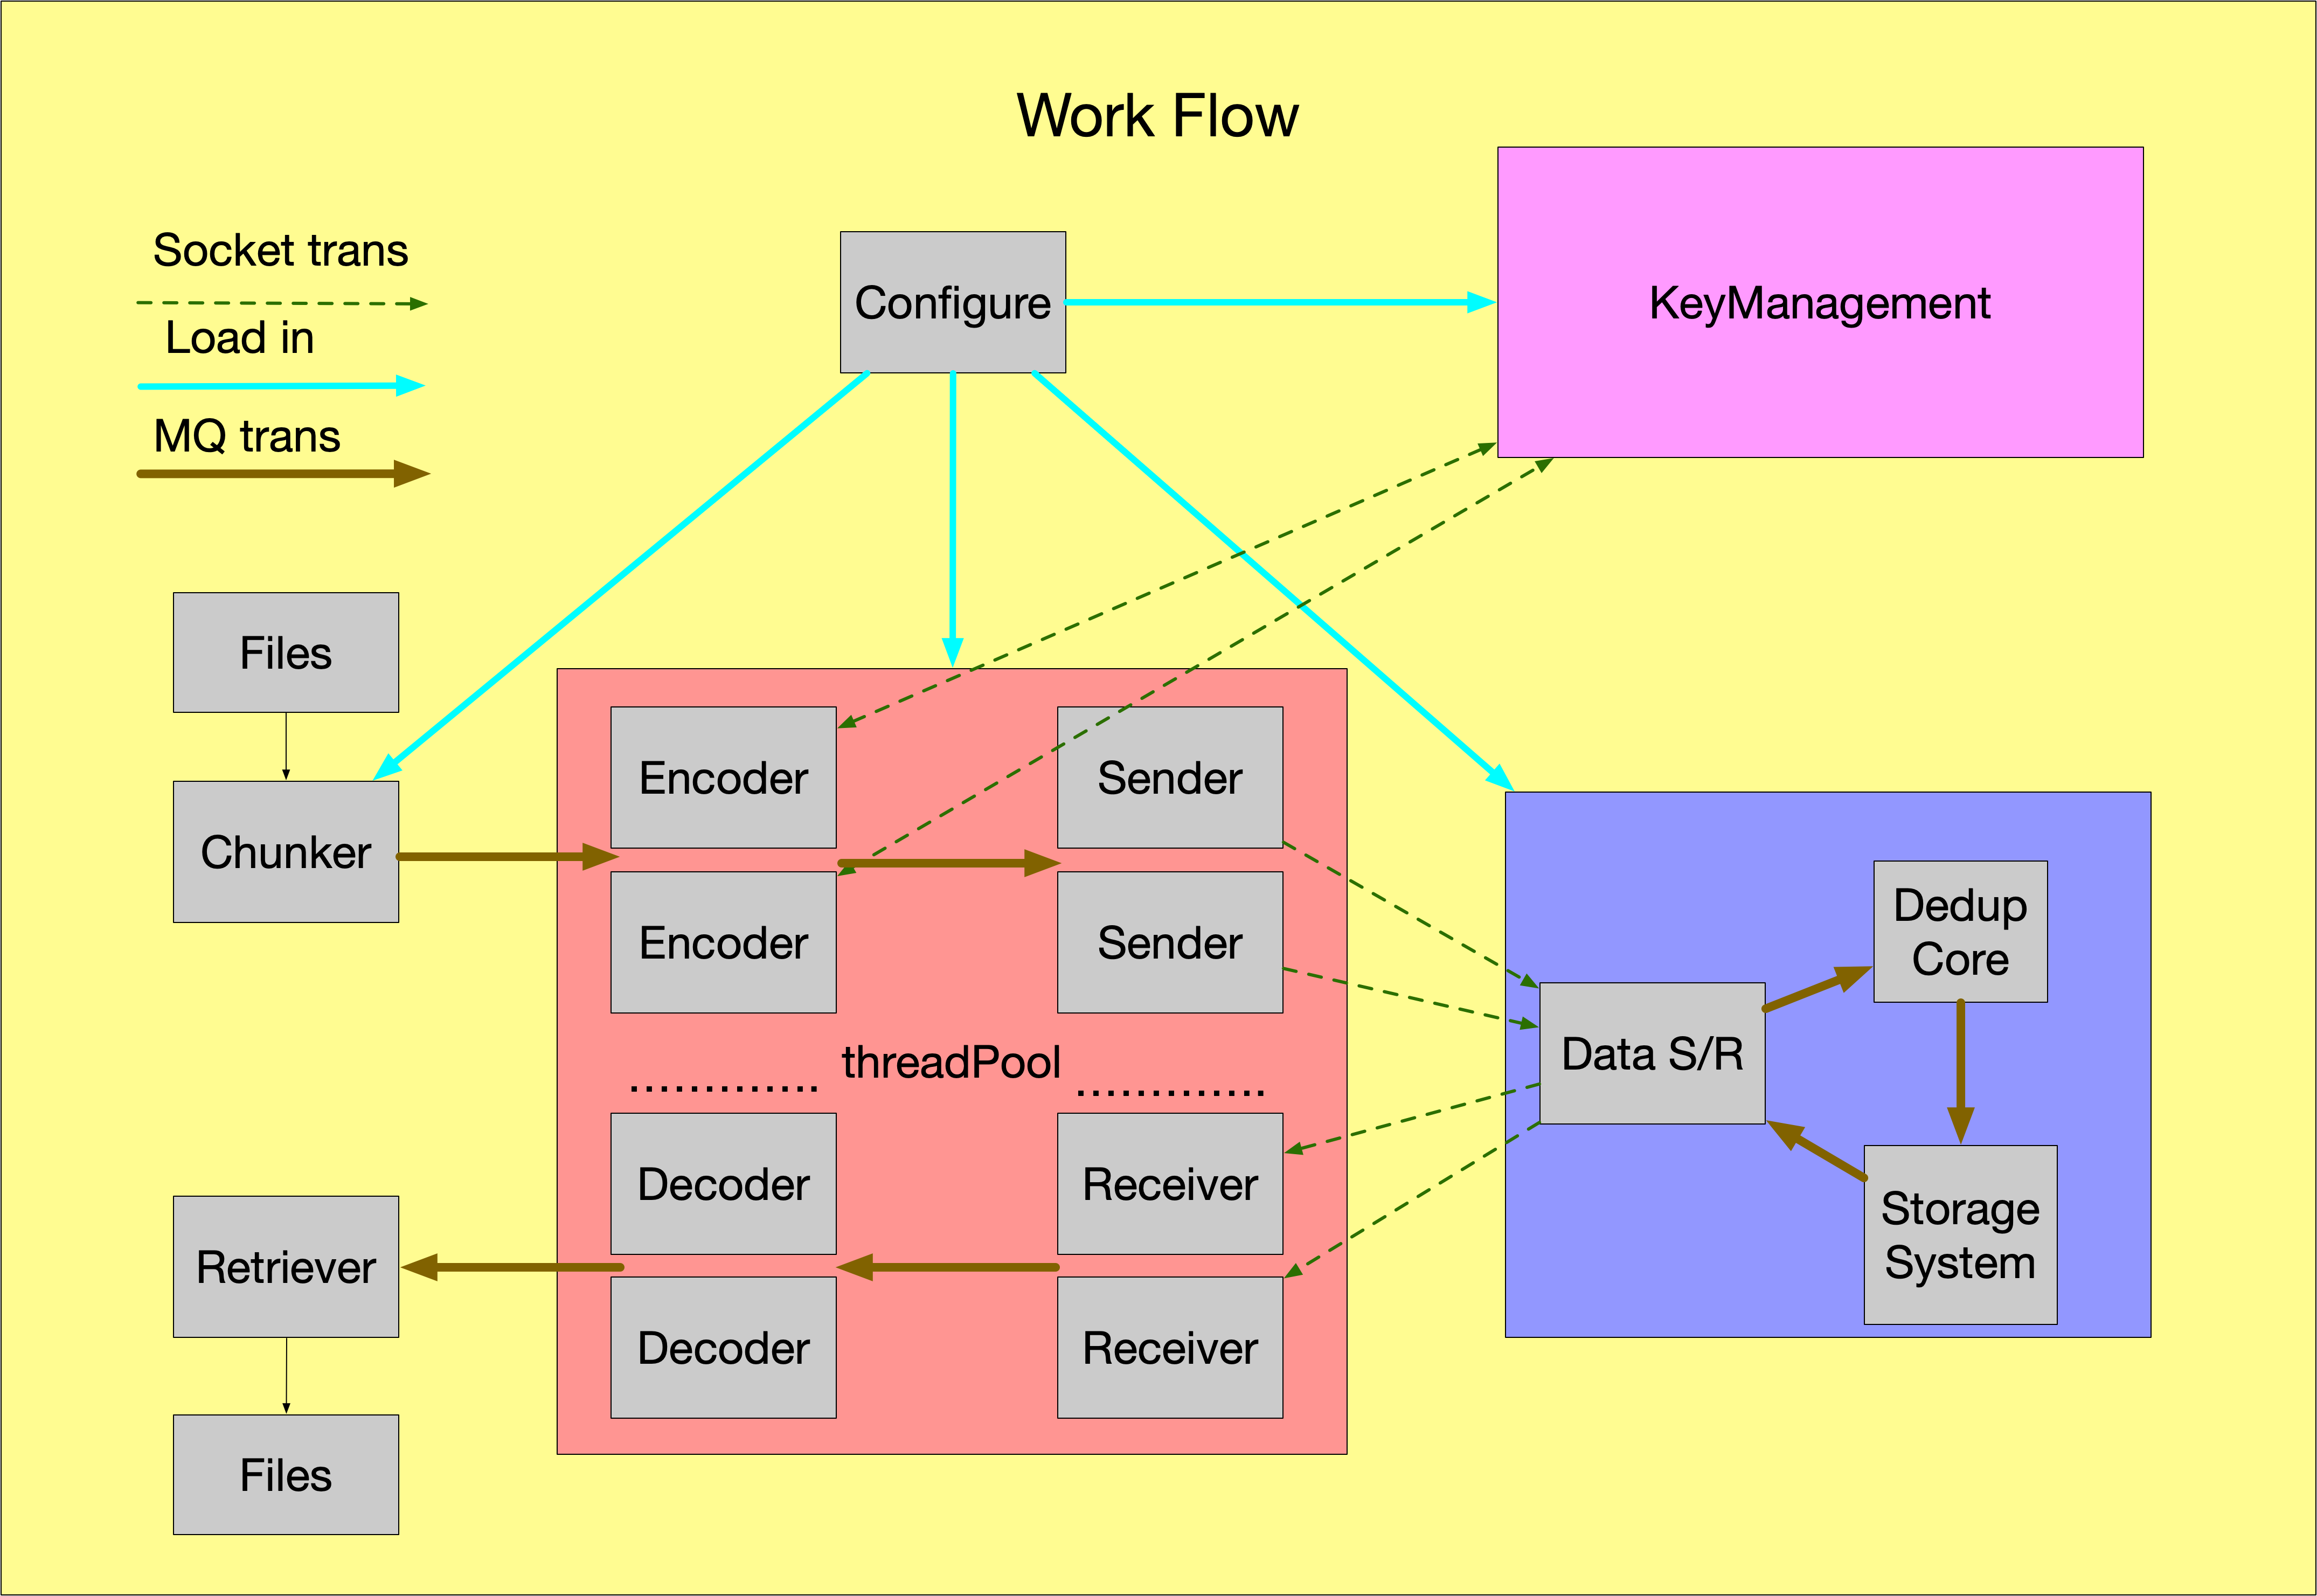 Work Flow
Socket trans
Load in
MQ trans
Configure
KeyManagement
Files
Chunker
Encoder
Sender
Encoder
Sender
threadPool
.............
.............
Decoder
Receiver
Decoder
Receiver
Data S/R
Dedup
Core
Storage
System
Retriever
Files